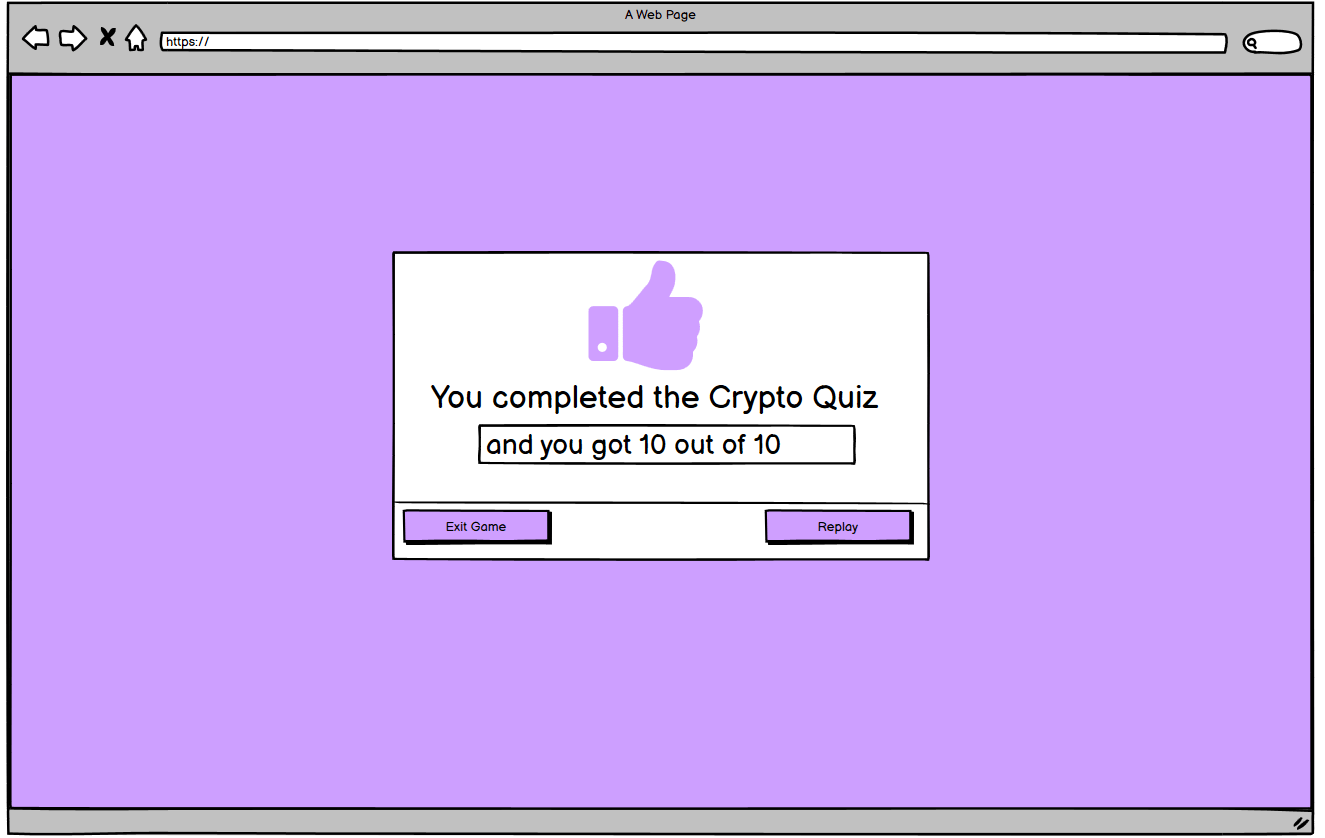 A Web Page
https://
You completed the Crypto Quiz
and you got 10 out of 10
Exit Game
Replay